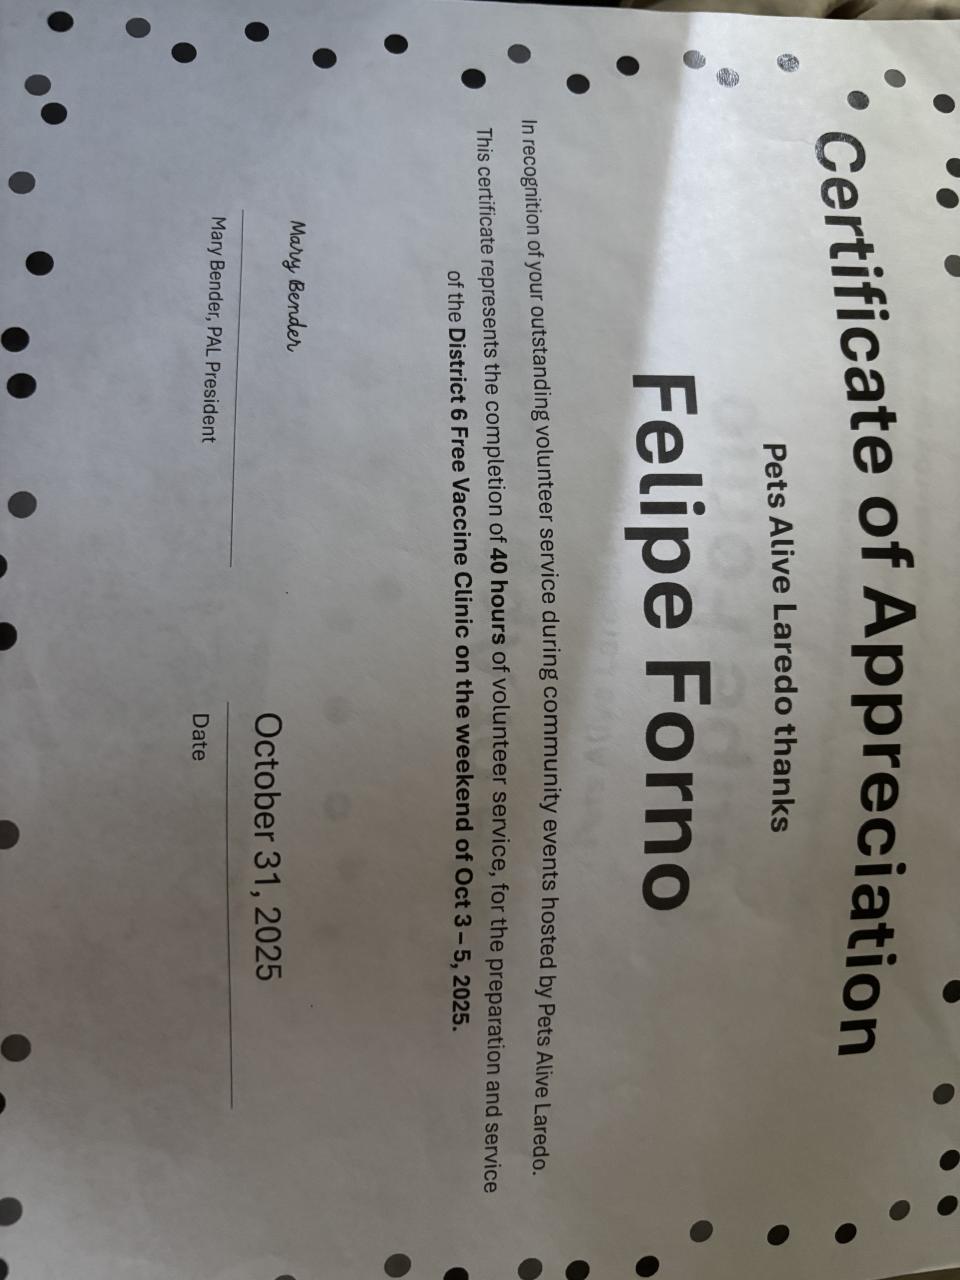 Certificate of Appreciation
Pets Alive Laredo thanks
Felipe Forno
In recognition of your outstanding volunteer service during community events hosted by Pets Alive Laredo.
This certificate represents the completion of 40 hours of volunteer service, for the preparation and service
of the District 6 Free Vaccine Clinic on the weekend of Oct 3 – 5, 2025.
Mary Bender
Mary Bender, PAL President
October 31, 2025
Date